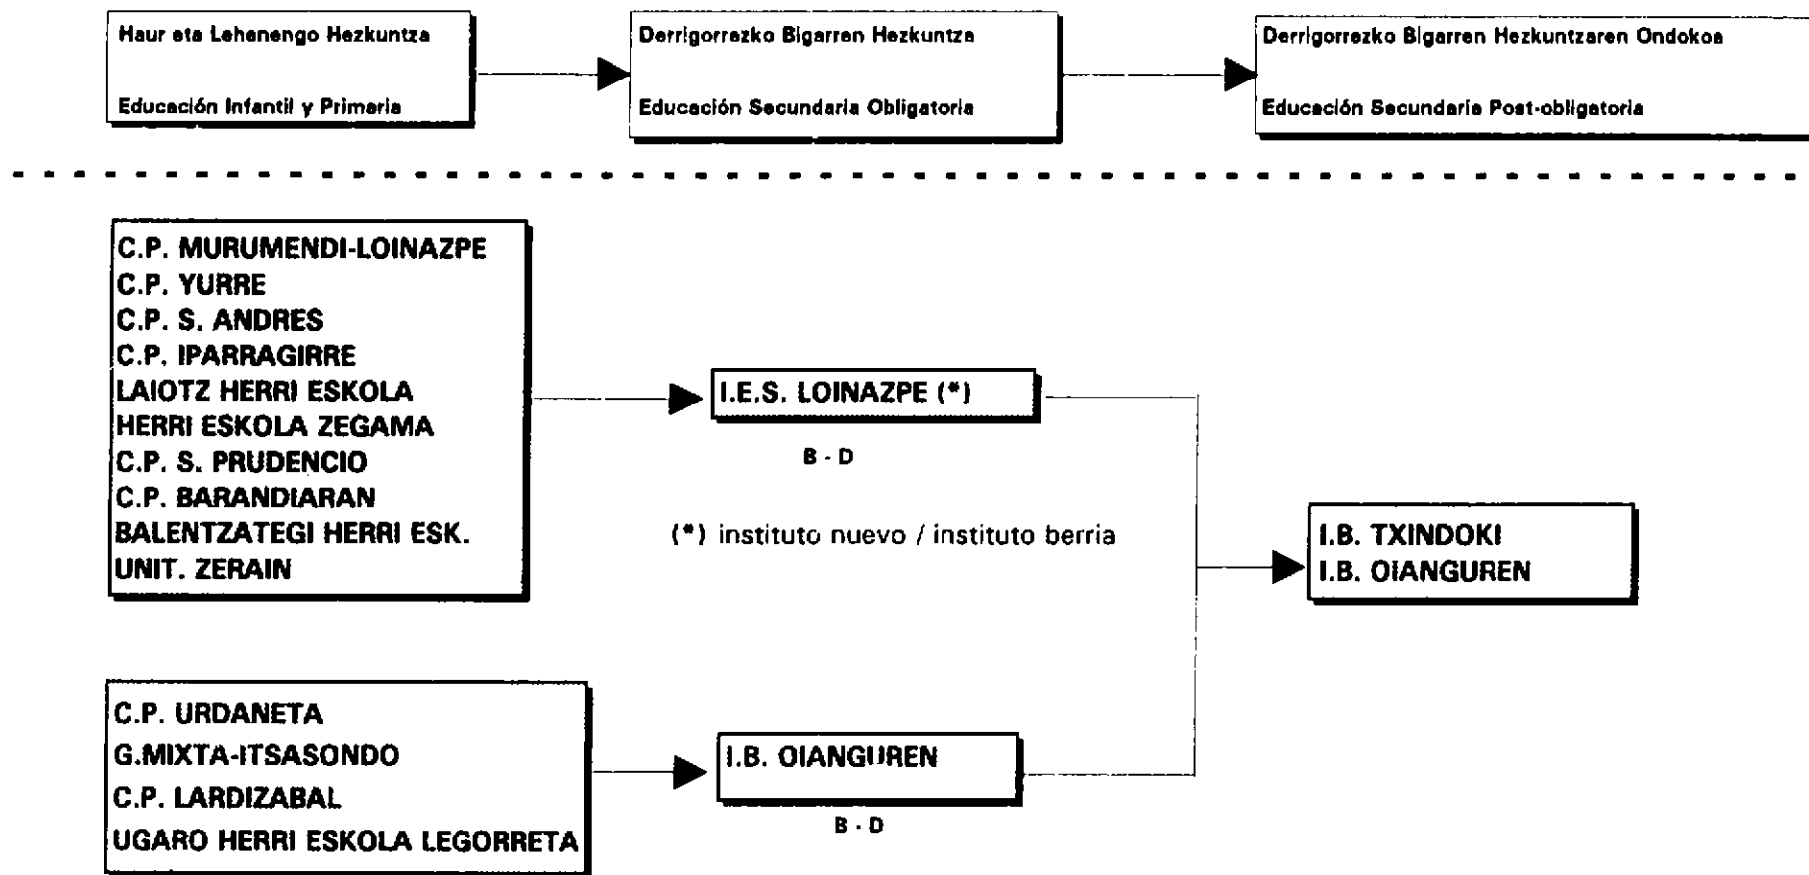 Haur eta Lehenengo Hezkuntza
Educación Infantil y Primaria
Derrigorrezko Bigarren Hezkuntza
Educación Secundaria Obligatoria
Derrigorrezko Bigarren Hezkuntzaren Ondokoa
Educación Secundaria Post-obligatoria
C.P. MURUMENDI-LOINAZPE
C.P. YURRE
C.P. S. ANDRES
C.P. IPARRAGIRRE
LAIOTZ HERRI ESKOLA
HERRI ESKOLA ZEGAMA
C.P. S. PRUDENCIO
C.P. BARANDIARAN
BALENTZATEGI HERRI ESK.
UNIT. ZERAIN
I.E.S. LOINAZPE (*)
B - D
(*) instituto nuevo / instituto berria
I.B. TXINDOKI
I.B. OIANGUREN
C.P. URDANETA
G.MIXTA-ITSASONDO
C.P. LARDIZABAL
UGARO HERRI ESKOLA LEGORRETA
I.B. OIANGUREN
B - D